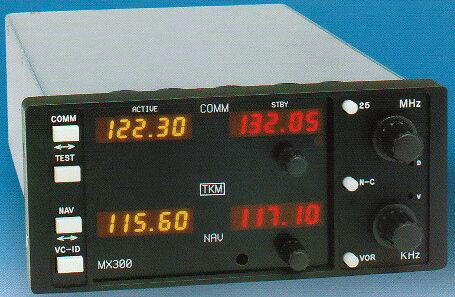 ACTIVE COMM STBY
COMM 122.30 132.05 25 MHz
TEST
TKM N-C
D
V
NAV 115.60 117.10
NAV
VC-ID MX300 VOR KHz